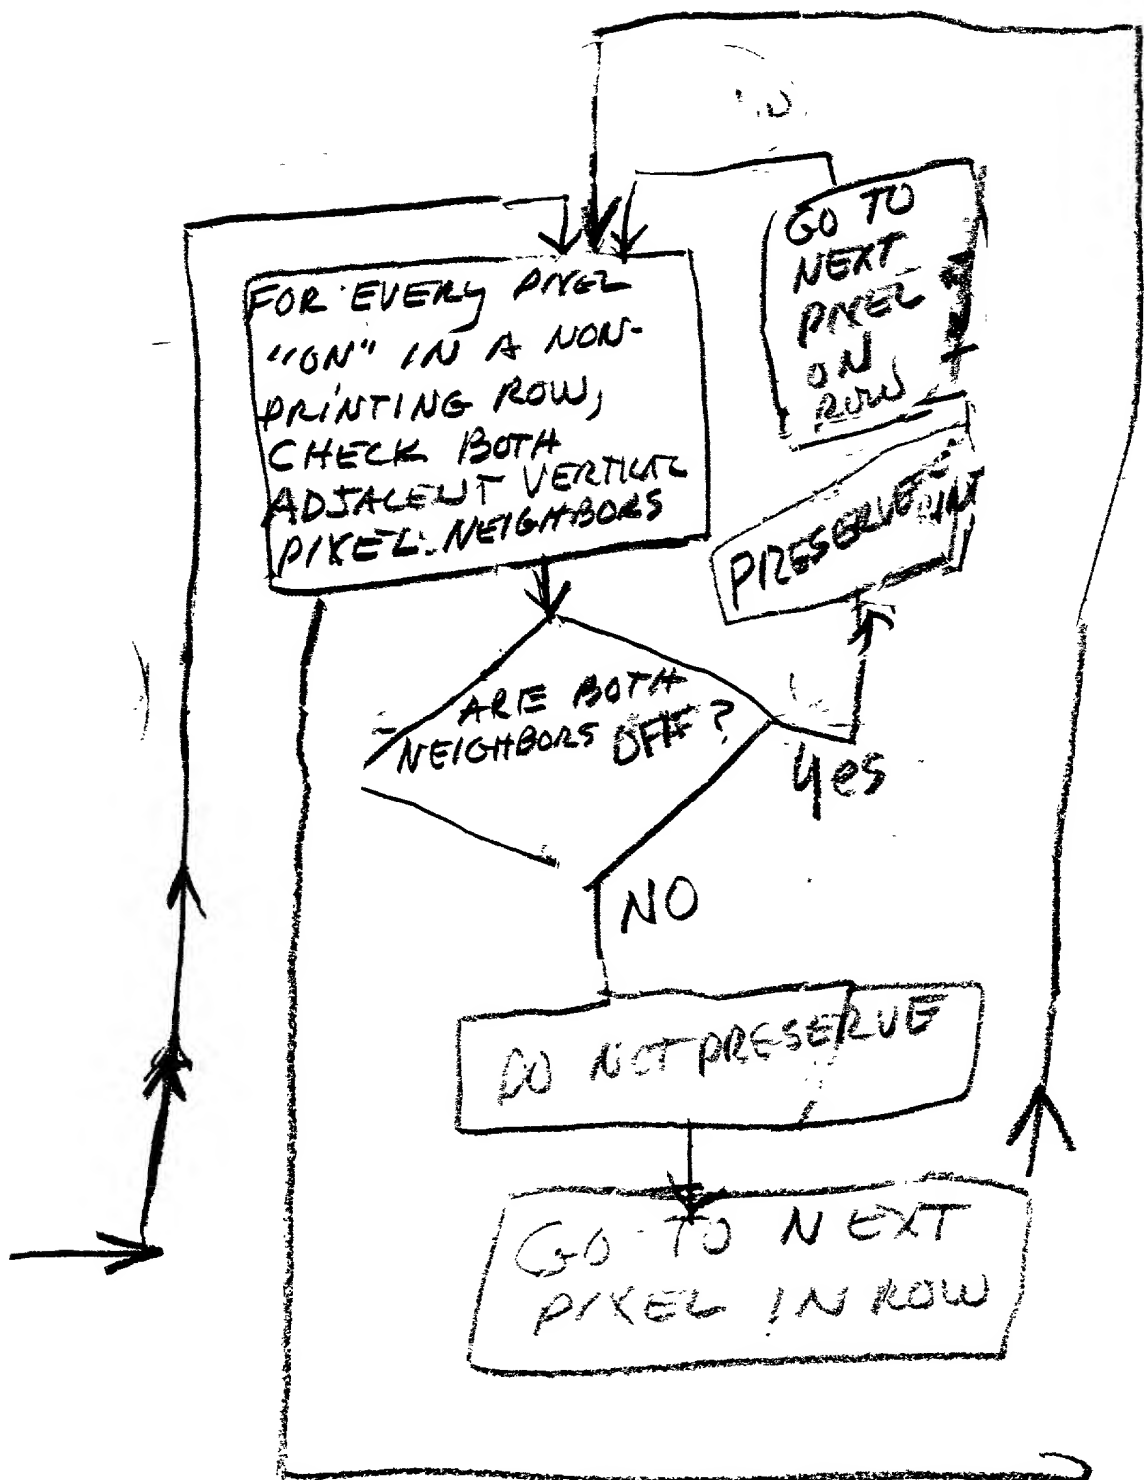 FOR EVERY PIXEL
"ON" IN A NON-
PRINTING ROW,
CHECK BOTH
ADJACENT VERTICAL
PIXEL NEIGHBORS
GO TO
NEXT
PIXEL
ON
ROW
PRESERVE
ARE BOTH
NEIGHBORS OFF?
Yes
NO
DO NOT PRESERVE
GO TO NEXT
PIXEL IN ROW